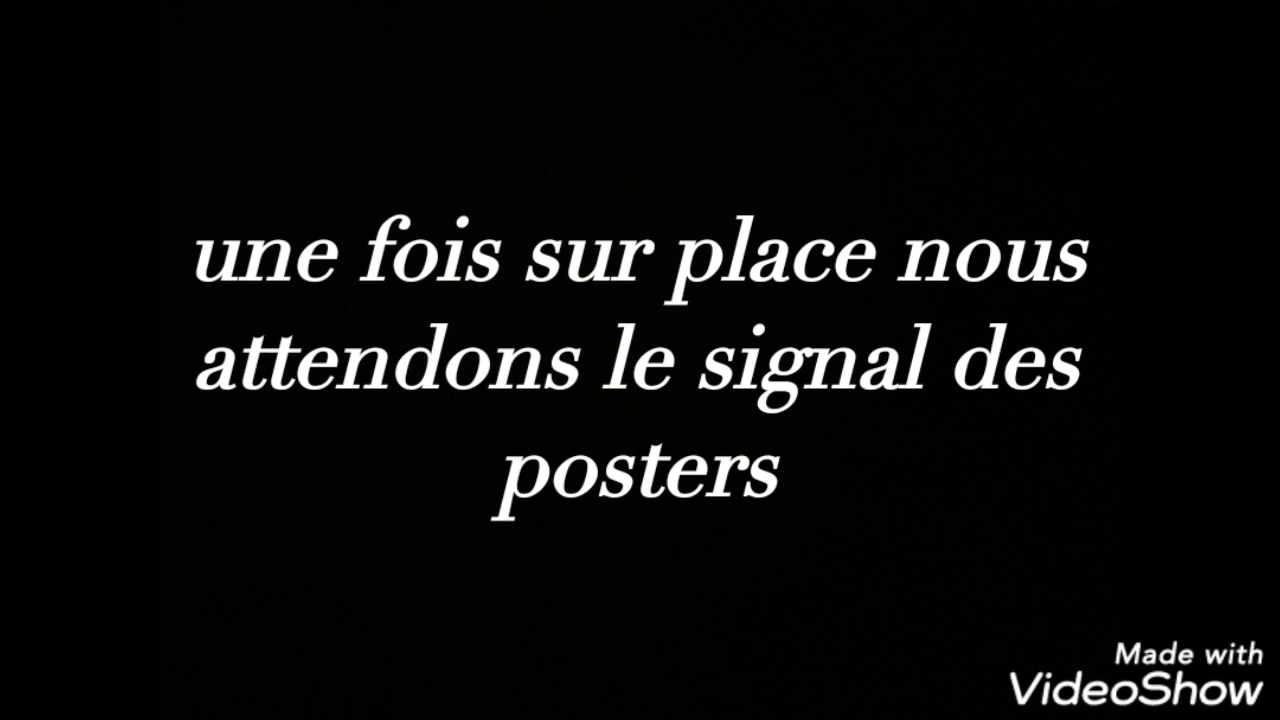 une fois sur place nous
attendons le signal des
posters
Made with
VideoShow